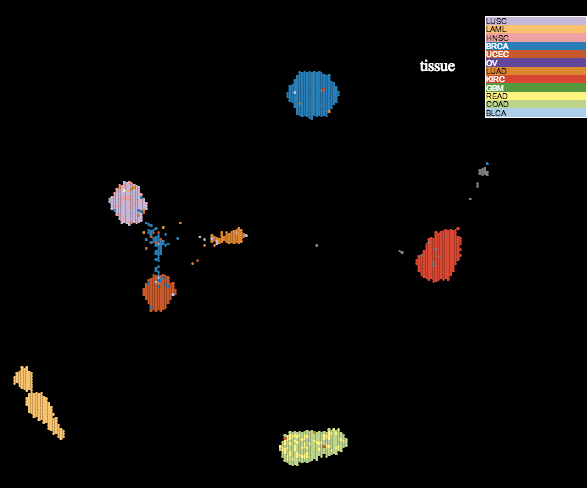 LUSC
LAML
HNSC
BRCA
UCEC
OV
LUAD
KIRC
GBM
READ
COAD
BLCA
tissue